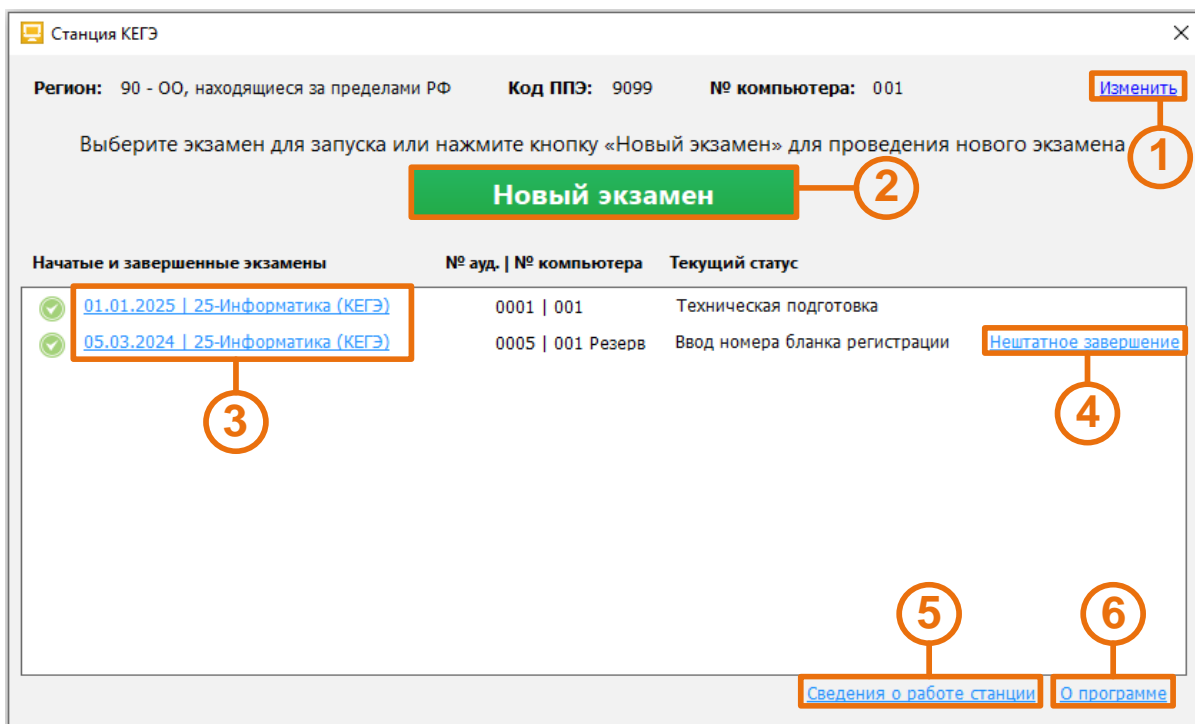 Станция КЕГЭ
Регион: 90 - ОО, находящиеся за пределами РФ Код ППЭ: 9099 № компьютера: 001 Изменить
Выберите экзамен для запуска или нажмите кнопку «Новый экзамен» для проведения нового экзамена
1
Новый экзамен 2
Начатые и завершенные экзамены № ауд. | № компьютера Текущий статус
01.01.2025 | 25-Информатика (КЕГЭ) 0001 | 001 Техническая подготовка
05.03.2024 | 25-Информатика (КЕГЭ) 0005 | 001 Резерв Ввод номера бланка регистрации Нештатное завершение
3 4
5 6
Сведения о работе станции О программе